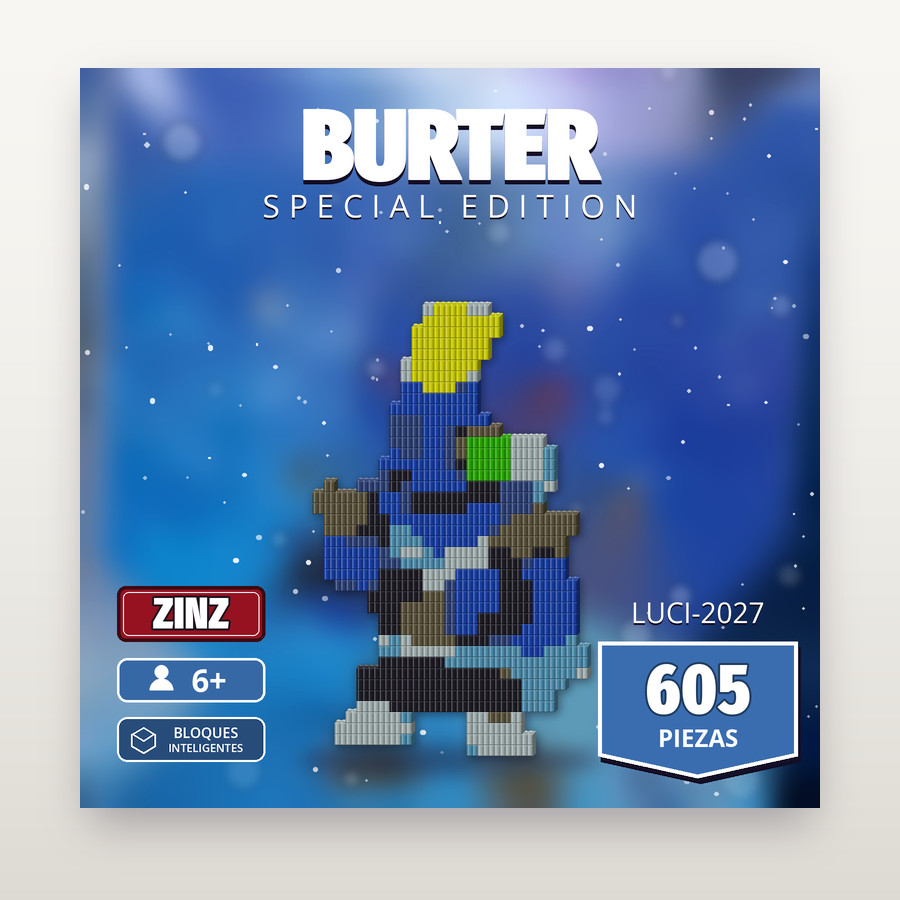 BURTER
SPECIAL EDITION
ZINZ
6+
BLOQUES
INTELIGENTES
LUCI-2027
605
PIEZAS